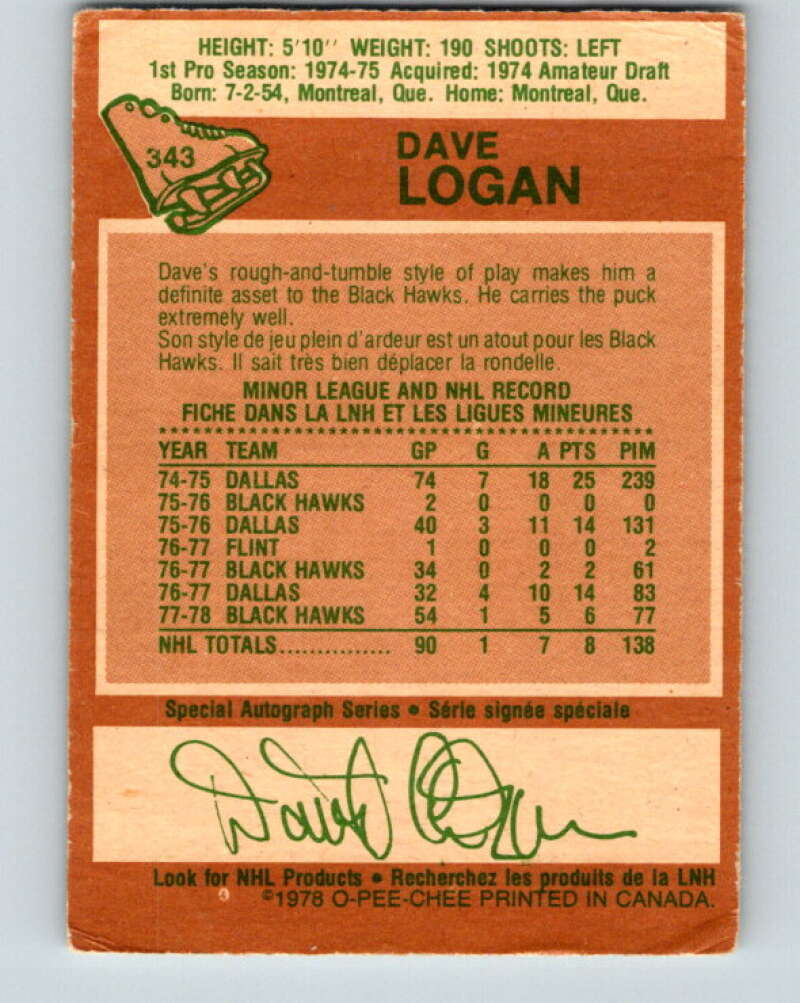 HEIGHT: 5'10'' WEIGHT: 190 SHOOTS: LEFT
1st Pro Season: 1974-75 Acquired: 1974 Amateur Draft
Born: 7-2-54, Montreal, Que. Home: Montreal, Que.
343
DAVE
LOGAN
Dave's rough-and-tumble style of play makes him a
definite asset to the Black Hawks. He carries the puck
extremely well.
Son style de jeu plein d'ardeur est un atout pour les Black
Hawks. Il sait très bien déplacer la rondelle.
MINOR LEAGUE AND NHL RECORD
FICHE DANS LA LNH ET LES LIGUES MINEURES
YEAR TEAM GP G A PTS PIM
74-75 DALLAS 74 7 18 25 239
75-76 BLACK HAWKS 2 0 0 0 0
75-76 DALLAS 40 3 11 14 131
76-77 FLINT 1 0 0 0 2
76-77 BLACK HAWKS 34 0 2 2 61
76-77 DALLAS 32 4 10 14 83
77-78 BLACK HAWKS 54 1 5 6 77
NHL TOTALS............... 90 1 7 8 138
Special Autograph Series • Série signée spéciale
Look for NHL Products • Recherchez les produits de la LNH
©1978 O-PEE-CHEE PRINTED IN CANADA.